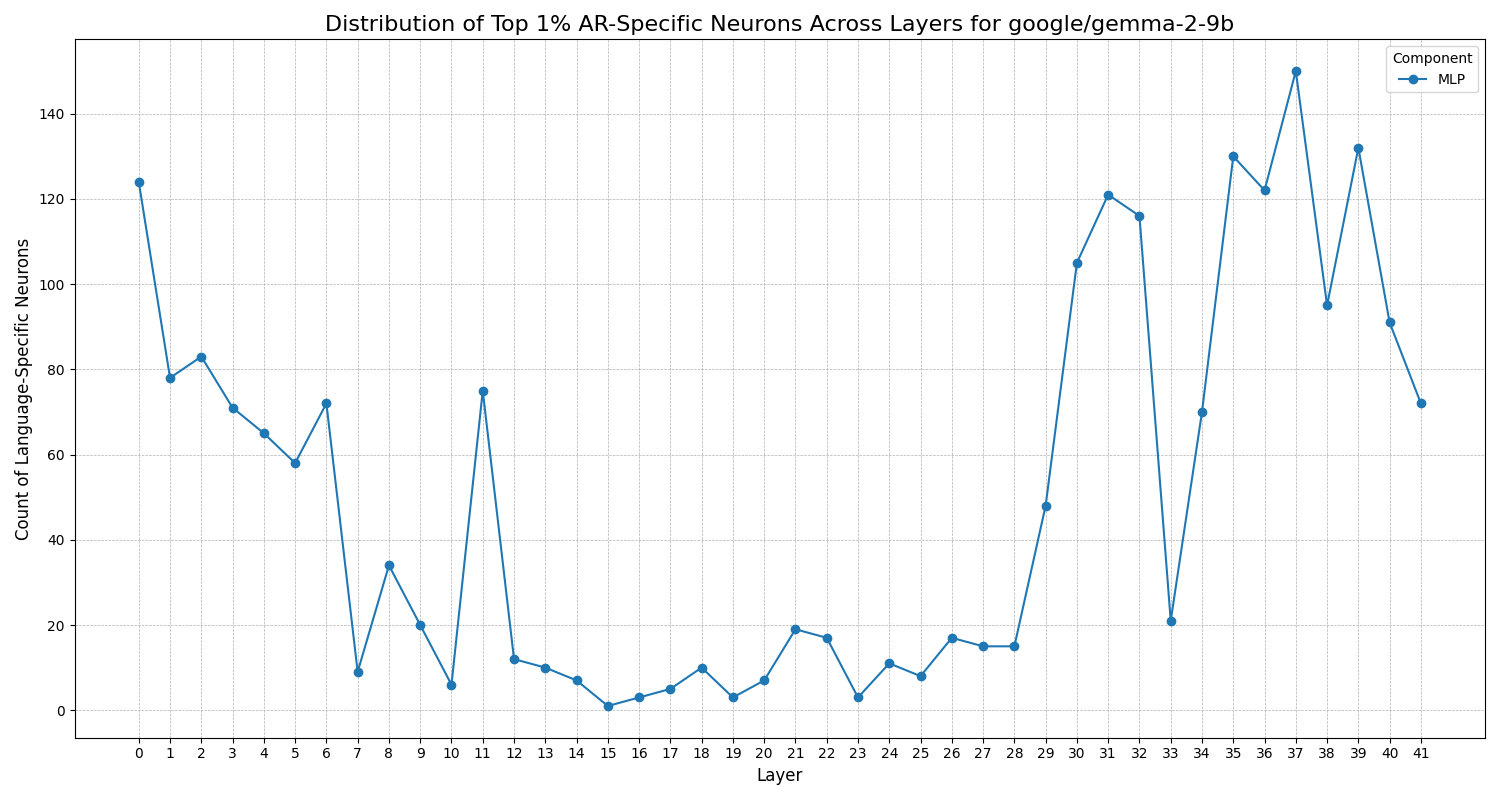 Distribution of Top 1% AR-Specific Neurons Across Layers for google/gemma-2-9b
Component
MLP
Count of Language-Specific Neurons
140
120
100
80
60
40
20
0
0 1 2 3 4 5 6 7 8 9 10 11 12 13 14 15 16 17 18 19 20 21 22 23 24 25 26 27 28 29 30 31 32 33 34 35 36 37 38 39 40 41
Layer